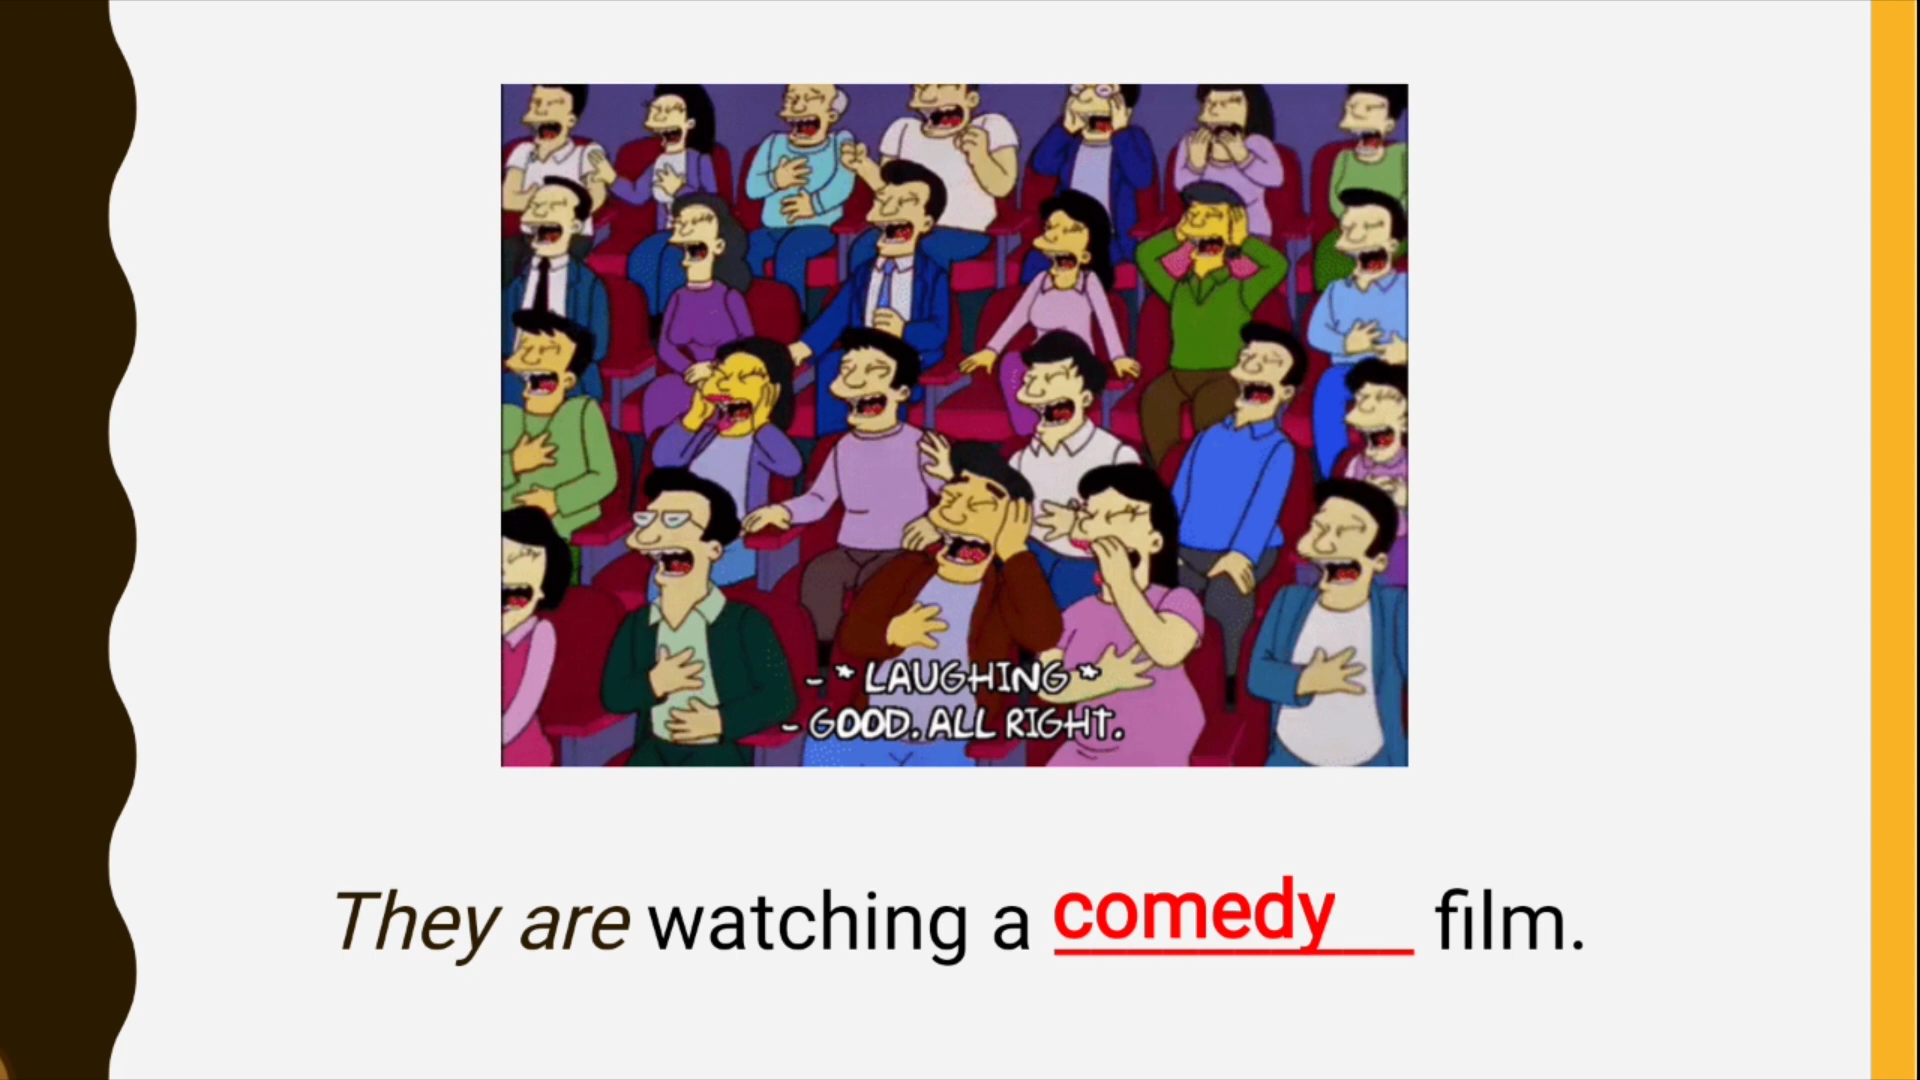 - * LAUGHING *
- GOOD. ALL RIGHT.
They are watching a comedy film.